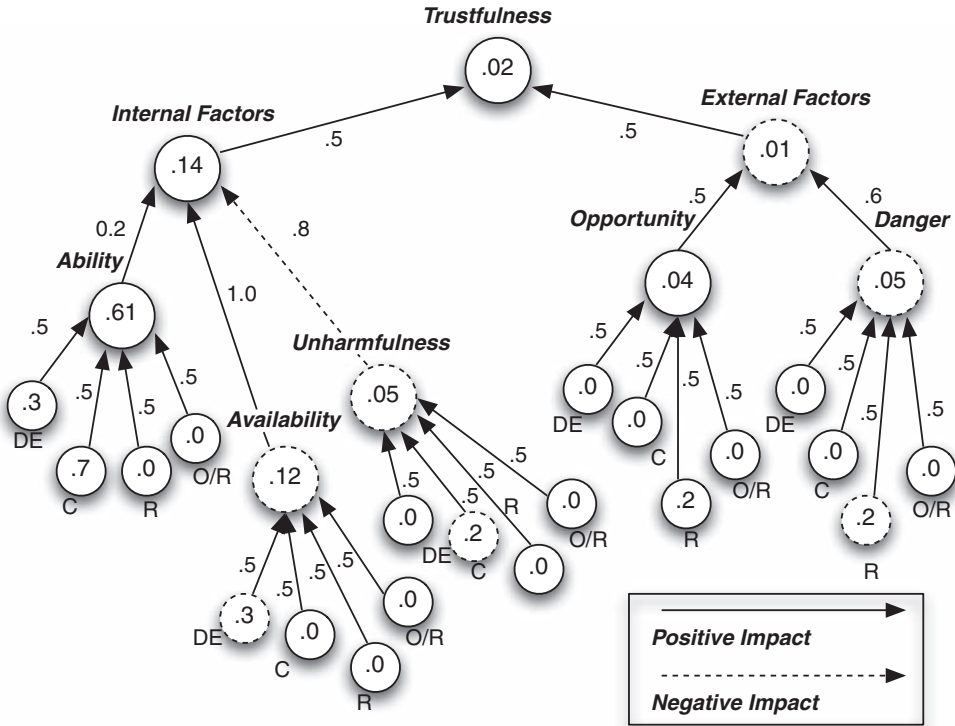 Trustfulness
.02
Internal Factors
External Factors
.14
.5
.5
.01
0.2
.8
.5
.6
Opportunity
Danger
Ability
1.0
.61
.04
.05
.5
Unharmfulness
.5
.5
.3
.5
.5
.5
.05
.0
.5
.5
.5
.0
.5
.5
.5
DE
Availability
.0
DE
.0
.0
DE
.0
.7
.0
O/R
.5
.0
C
.0
O/R
.0
C
.0
O/R
C
R
.12
.5
.5
.5
R
.0
.2
R
.2
R
.0
DE
.2
C
O/R
.0
.5
.5
.5
.5
.3
DE
.0
C
.0
O/R
.0
R
Positive Impact
Negative Impact